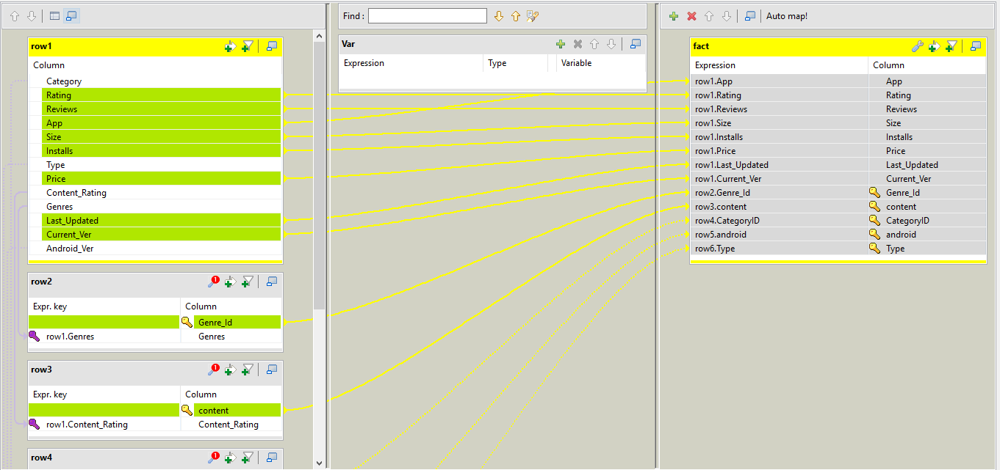 Find :
Auto map!
row1
Column
Category
Rating
Reviews
App
Size
Installs
Type
Price
Content_Rating
Genres
Last_Updated
Current_Ver
Android_Ver
row2
1
Expr. key Column
Genre_Id
row1.Genres Genres
row3
1
Expr. key Column
content
row1.Content_Rating Content_Rating
row4
1
Var
Expression Type Variable
fact
Expression Column
row1.App App
row1.Rating Rating
row1.Reviews Reviews
row1.Size Size
row1.Installs Installs
row1.Price Price
row1.Last_Updated Last_Updated
row1.Current_Ver Current_Ver
row2.Genre_Id Genre_Id
row3.content content
row4.CategoryID CategoryID
row5.android android
row6.Type Type